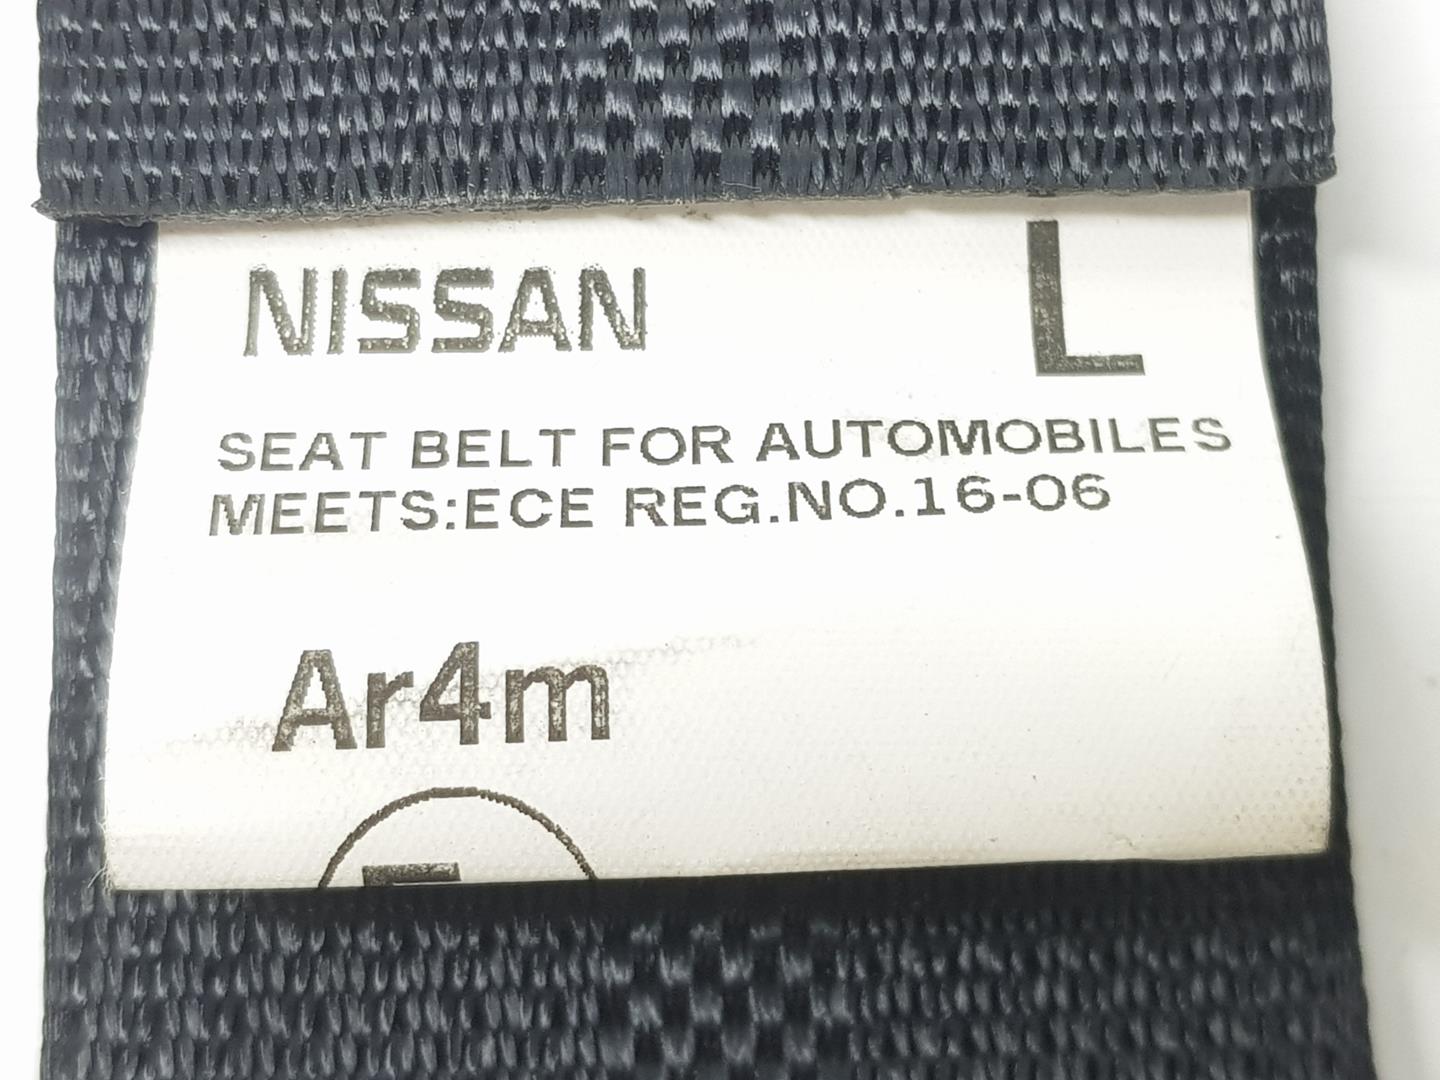 NISSAN L
SEAT BELT FOR AUTOMOBILES
MEETS:ECE REG.NO.16-06
Ar4m